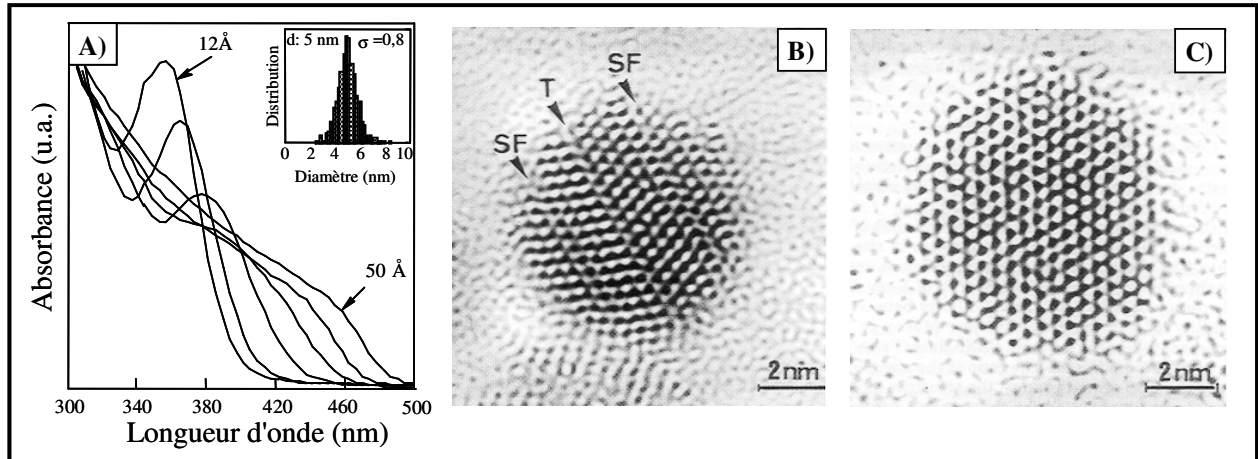 A)
12Å
d: 5 nm σ =0,8
Distribution
0 2 4 6 8 10
Diamètre (nm)
50 Å
Absorbance (u.a.)
300 340 380 420 460 500
Longueur d'onde (nm)
B)
SF
T
SF
2nm
C)
2nm